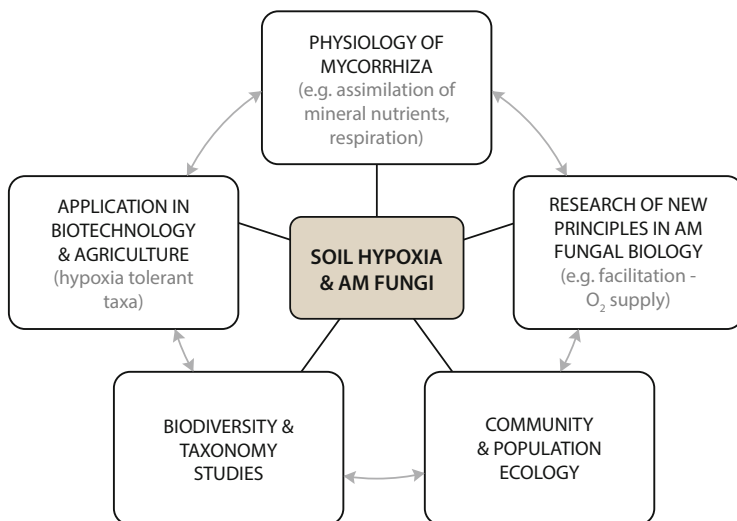 PHYSIOLOGY OF
MYCORRHIZA
(e.g. assimilation of
mineral nutrients,
respiration)
APPLICATION IN
BIOTECHNOLOGY
& AGRICULTURE
(hypoxia tolerant
taxa)
SOIL HYPOXIA
& AM FUNGI
RESEARCH OF NEW
PRINCIPLES IN AM
FUNGAL BIOLOGY
(e.g. facilitation -
O₂ supply)
BIODIVERSITY &
TAXONOMY
STUDIES
COMMUNITY
& POPULATION
ECOLOGY